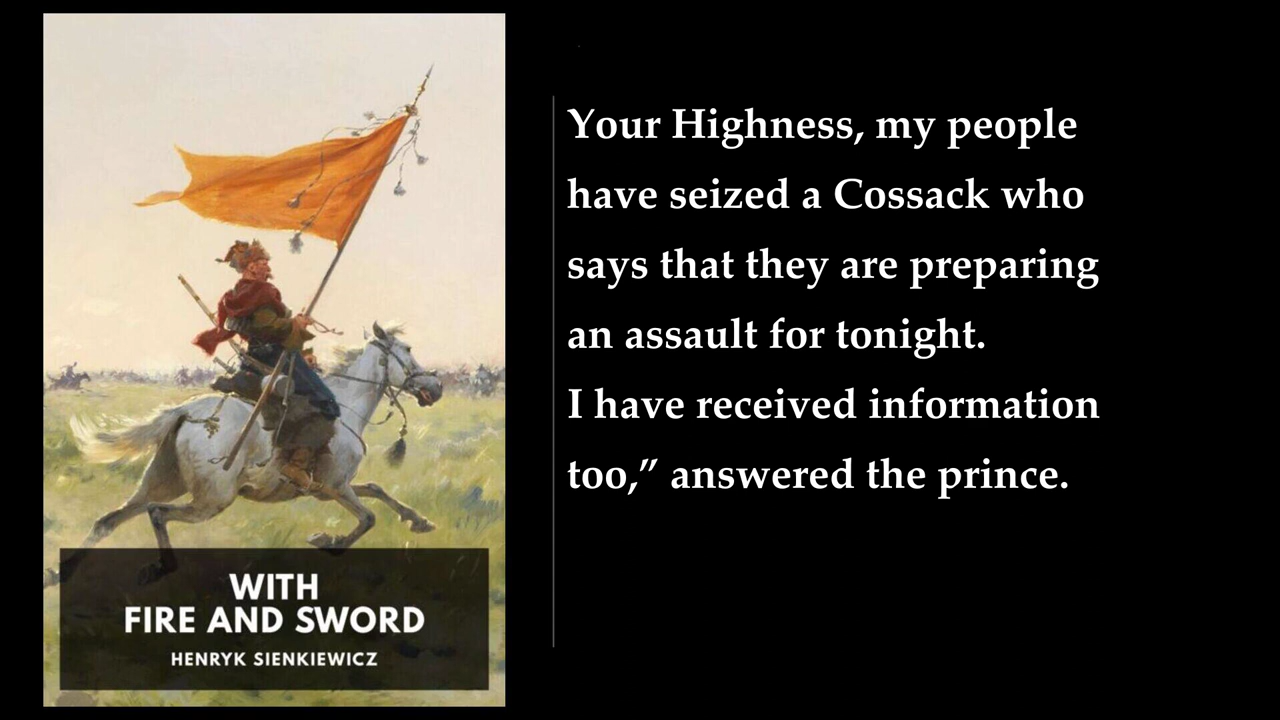 WITH
FIRE AND SWORD
HENRYK SIENKIEWICZ
Your Highness, my people
have seized a Cossack who
says that they are preparing
an assault for tonight.
I have received information
too,” answered the prince.